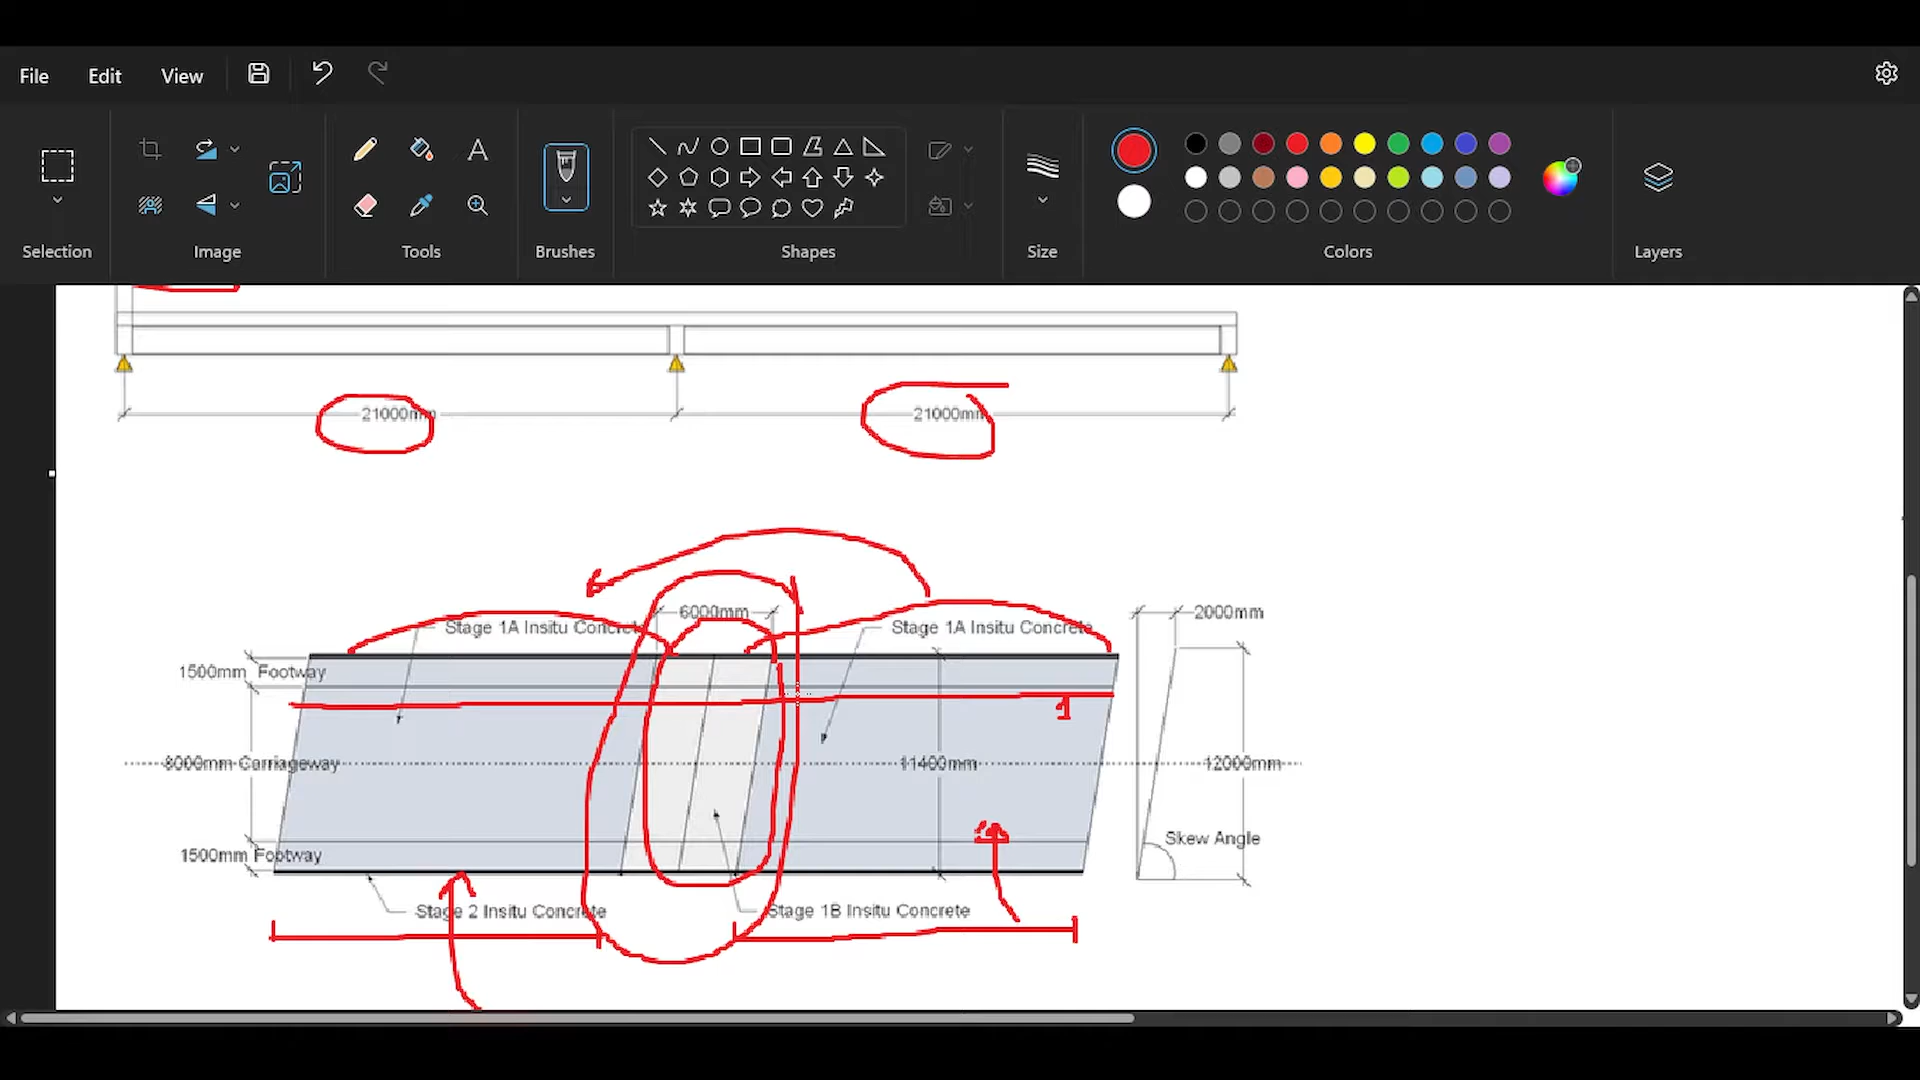 File Edit View
Selection Image Tools Brushes Shapes Size Colors Layers
21000mm 21000mm
6000mm 2000mm
Stage 1A Insitu Concrete Stage 1A Insitu Concrete
1500mm Footway
1
8000mm Carriageway 11400mm 12000mm
Skew Angle
1500mm Footway
Stage 2 Insitu Concrete Stage 1B Insitu Concrete